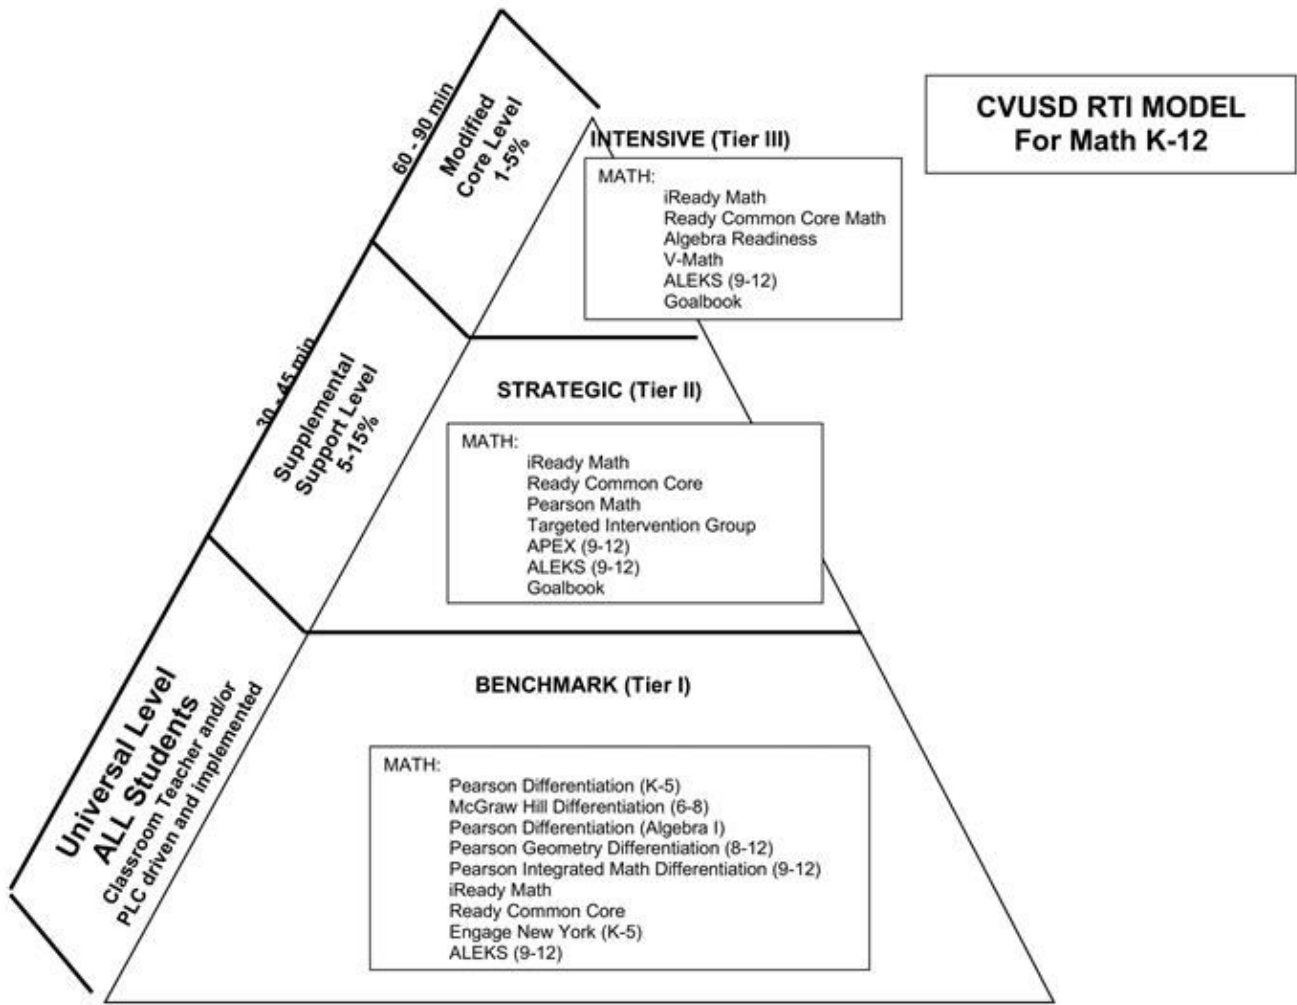 CVUSD RTI MODEL
For Math K-12
60 - 90 min
Modified
Core Level
1-5%
INTENSIVE (Tier III)
MATH:
iReady Math
Ready Common Core Math
Algebra Readiness
V-Math
ALEKS (9-12)
Goalbook
30 - 45 min
Supplemental
Support Level
5-15%
STRATEGIC (Tier II)
MATH:
iReady Math
Ready Common Core
Pearson Math
Targeted Intervention Group
APEX (9-12)
ALEKS (9-12)
Goalbook
Universal Level
ALL Students
Classroom Teacher and/or
PLC driven and implemented
BENCHMARK (Tier I)
MATH:
Pearson Differentiation (K-5)
McGraw Hill Differentiation (6-8)
Pearson Differentiation (Algebra I)
Pearson Geometry Differentiation (8-12)
Pearson Integrated Math Differentiation (9-12)
iReady Math
Ready Common Core
Engage New York (K-5)
ALEKS (9-12)